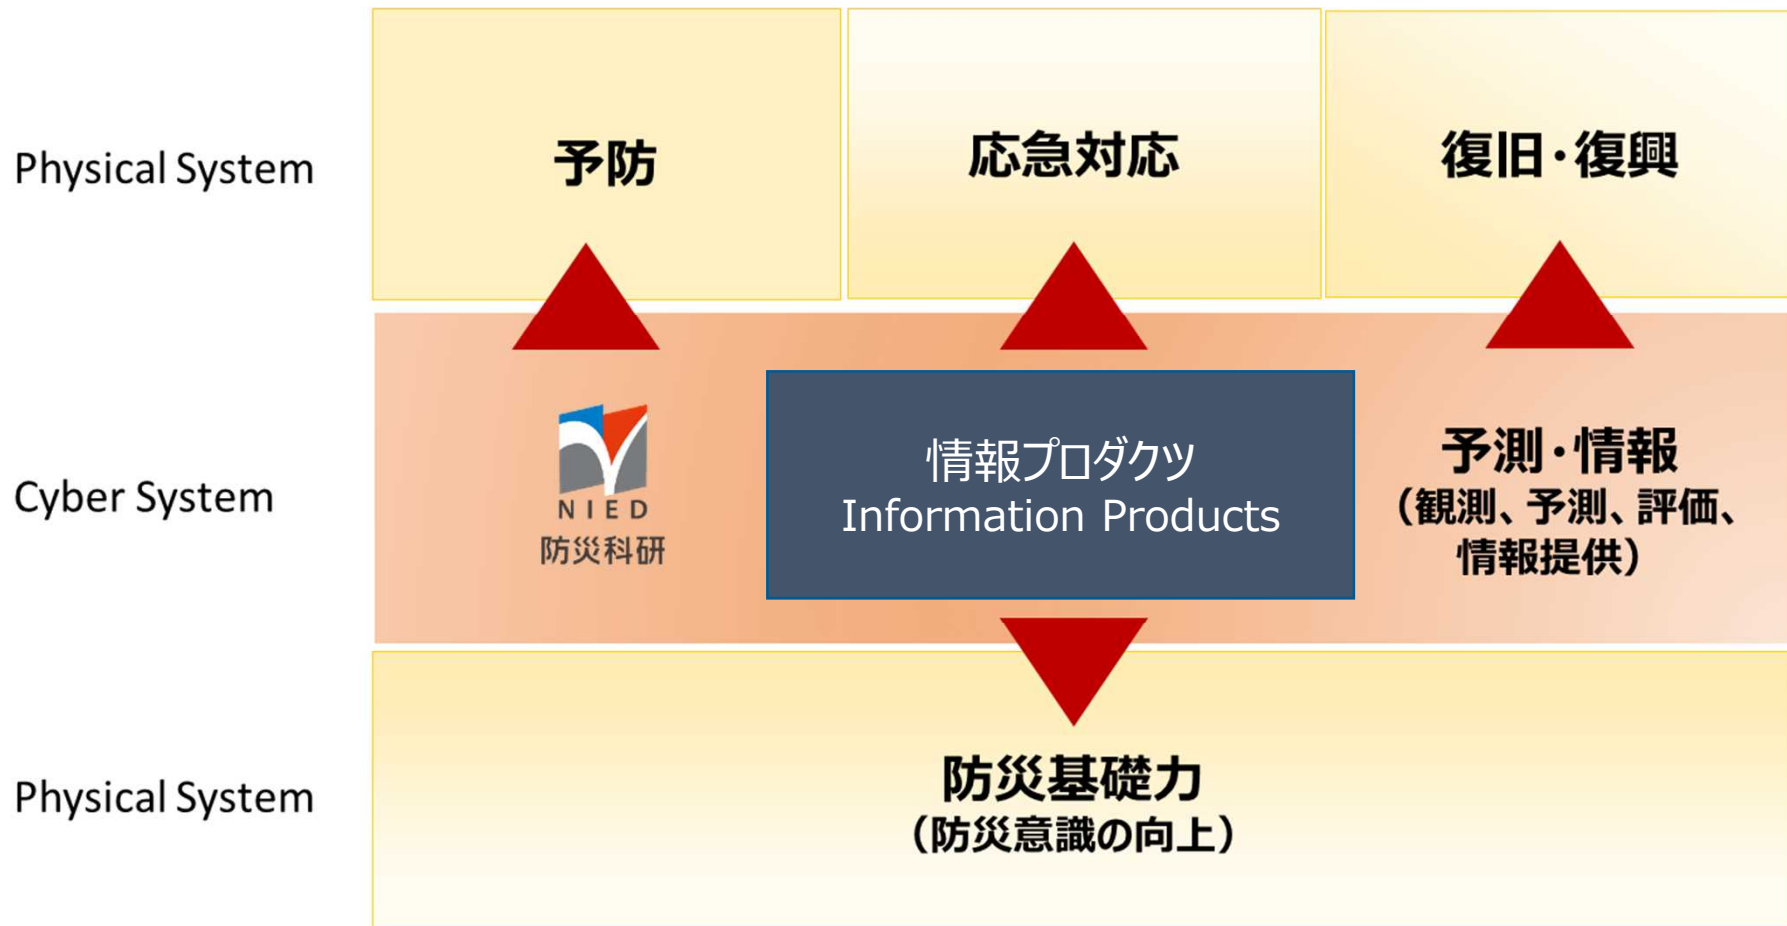 Physical System
予防
応急対応
復旧・復興
Cyber System
NIED
防災科研
情報プロダクツ
Information Products
予測・情報
（観測、予測、評価、
情報提供）
Physical System
防災基礎力
（防災意識の向上）